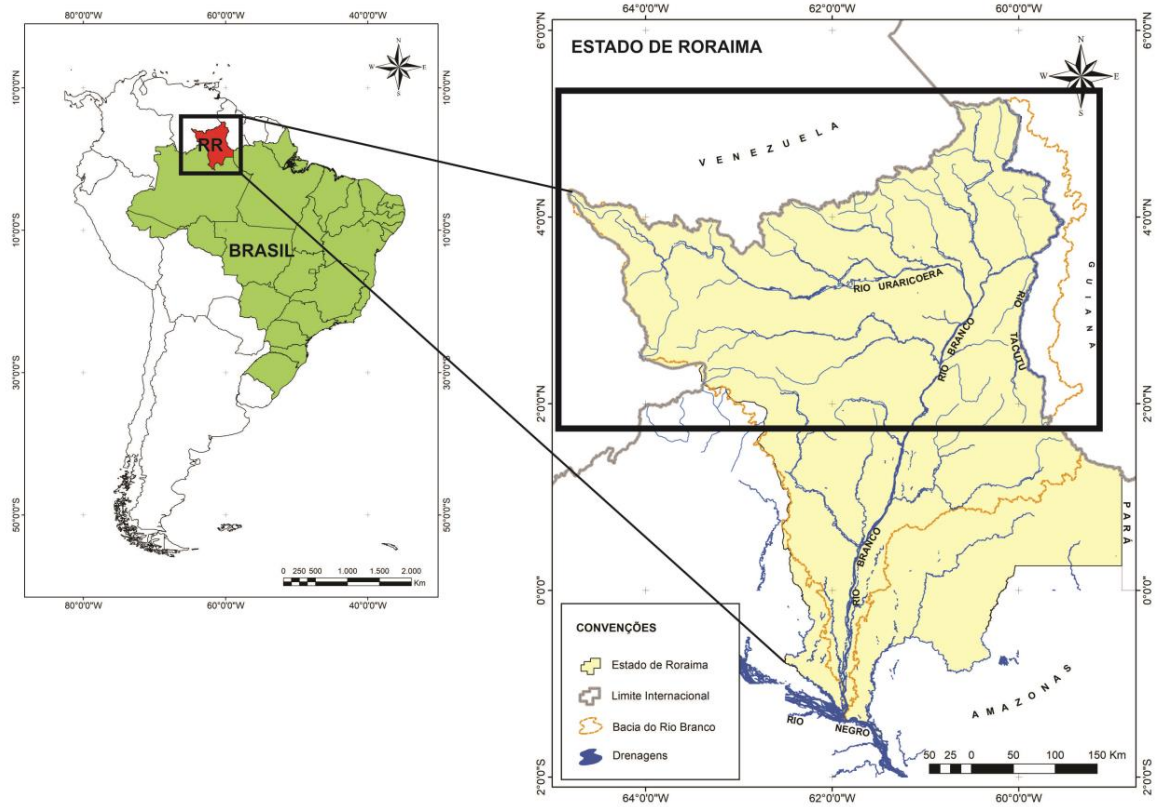 80°0'0"W
60°0'0"W
40°0'0"W
N
W
E
S
10°0'0"N
10°0'0"S
30°0'0"S
50°0'0"S
10°0'0"N
10°0'0"S
30°0'0"S
50°0'0"S
RR
BRASIL
0 250 500 1.000 1.500 2.000
Km
80°0'0"W
60°0'0"W
40°0'0"W
64°0'0"W
62°0'0"W
60°0'0"W
ESTADO DE RORAIMA
N
W
E
S
6°0'0"N
4°0'0"N
2°0'0"N
0°0'0"
2°0'0"S
6°0'0"N
4°0'0"N
2°0'0"N
0°0'0"
2°0'0"S
VENEZUELA
GUIANA
RIO URARICOERA
RIO TACUTU
RIO BRANCO
RIO BRANCO
PARÁ
AMAZONAS
RIO NEGRO
CONVENÇÕES
Estado de Roraima
Limite Internacional
Bacia do Rio Branco
Drenagens
50 25 0 50 100 150 Km
64°0'0"W
62°0'0"W
60°0'0"W